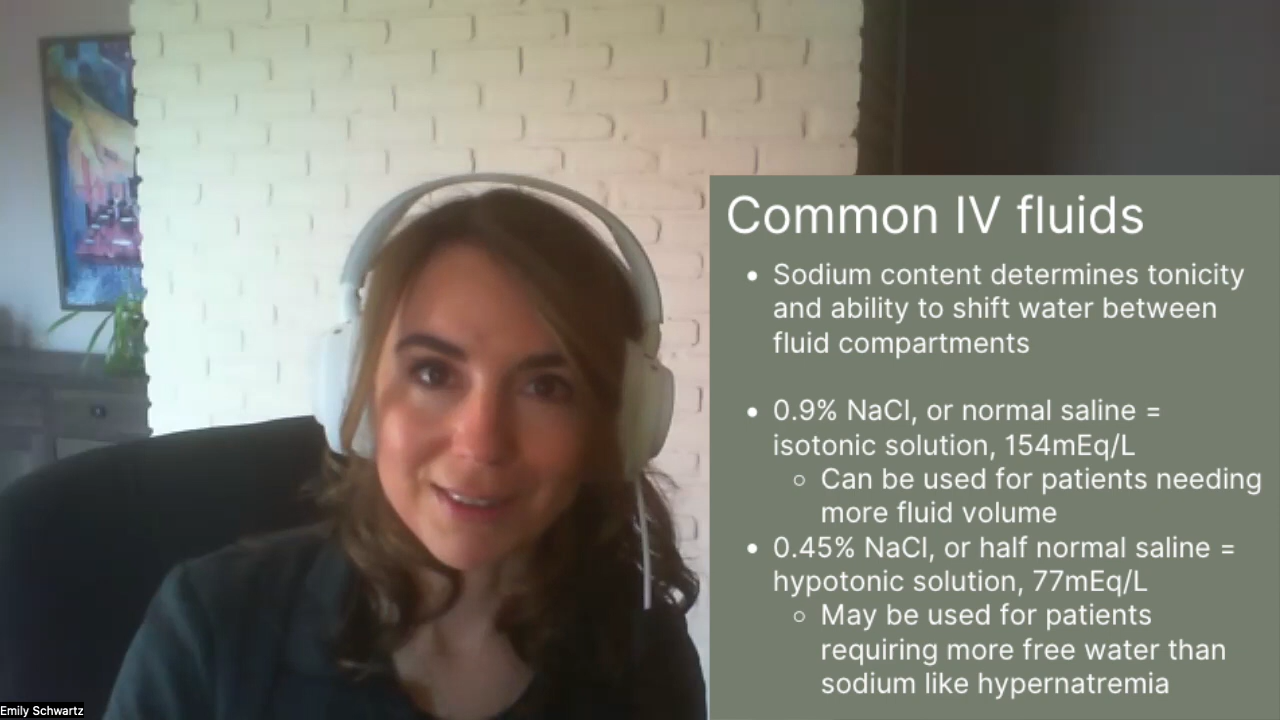 Common IV fluids
• Sodium content determines tonicity
and ability to shift water between
fluid compartments
• 0.9% NaCl, or normal saline =
isotonic solution, 154mEq/L
○ Can be used for patients needing
more fluid volume
• 0.45% NaCl, or half normal saline =
hypotonic solution, 77mEq/L
○ May be used for patients
requiring more free water than
sodium like hypernatremia
Emily Schwartz